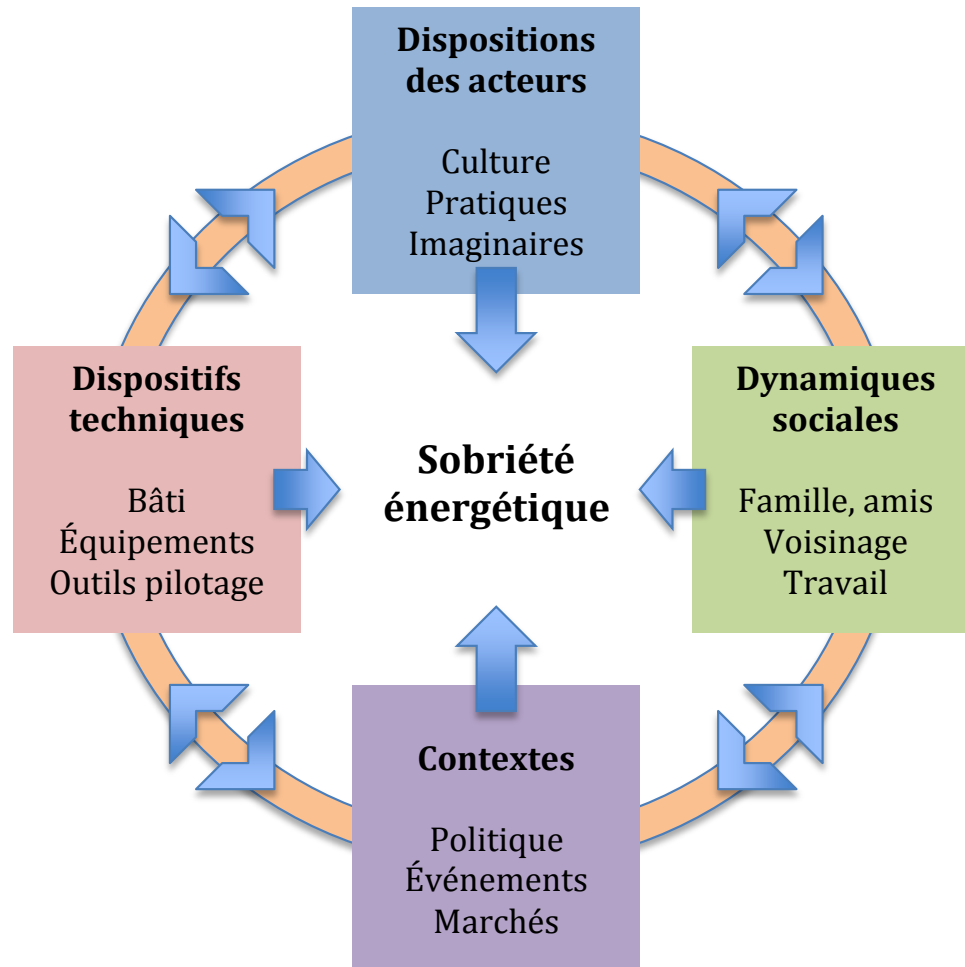 Dispositions
des acteurs
Culture
Pratiques
Imaginaires
Dispositifs
techniques
Bâti
Équipements
Outils pilotage
Sobriété
énergétique
Dynamiques
sociales
Famille, amis
Voisinage
Travail
Contextes
Politique
Événements
Marchés